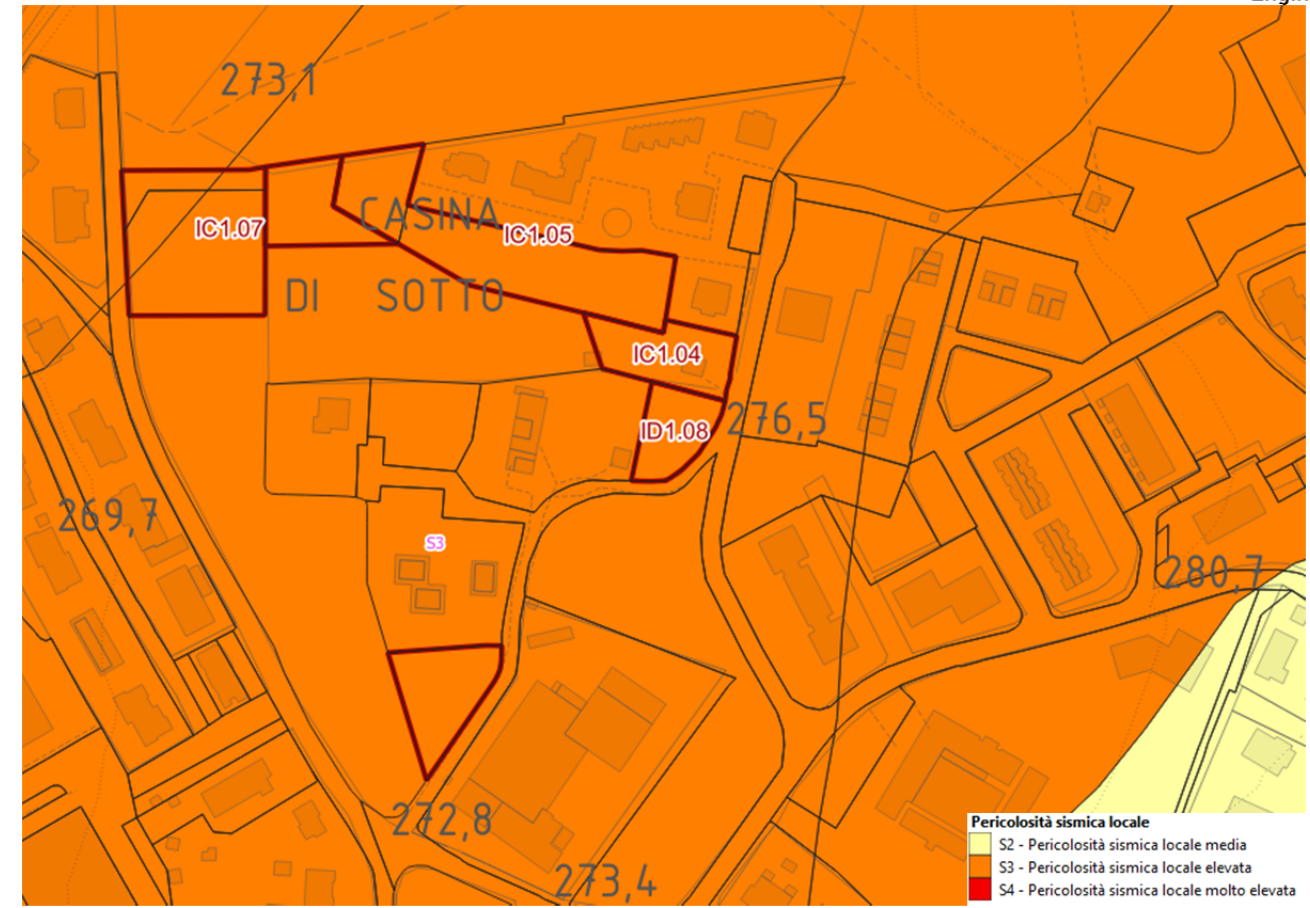 273,1
IC1.07
CASINA
IC1.05
DI SOTTO
IC1.04
276,5
ID1.08
269,7
S3
280,7
272,8
273,4
Pericolosità sismica locale
S2 - Pericolosità sismica locale media
S3 - Pericolosità sismica locale elevata
S4 - Pericolosità sismica locale molto elevata